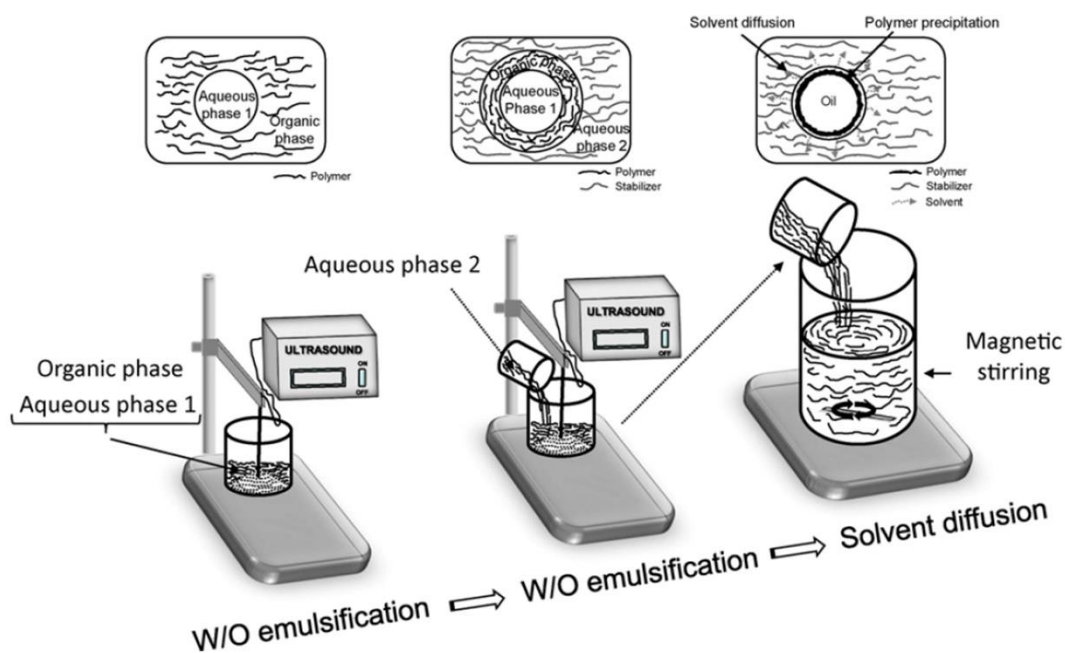 Aqueous
phase 1
Organic
phase
Polymer
Organic phase
Aqueous
Phase 1
Aqueous
phase 2
Polymer
Stabilizer
Solvent diffusion
Polymer precipitation
Oil
Polymer
Stabilizer
Solvent
Organic phase
Aqueous phase 1
ULTRASOUND
ON
OFF
Aqueous phase 2
ULTRASOUND
ON
OFF
Magnetic
stirring
W/O emulsification
W/O emulsification
Solvent diffusion